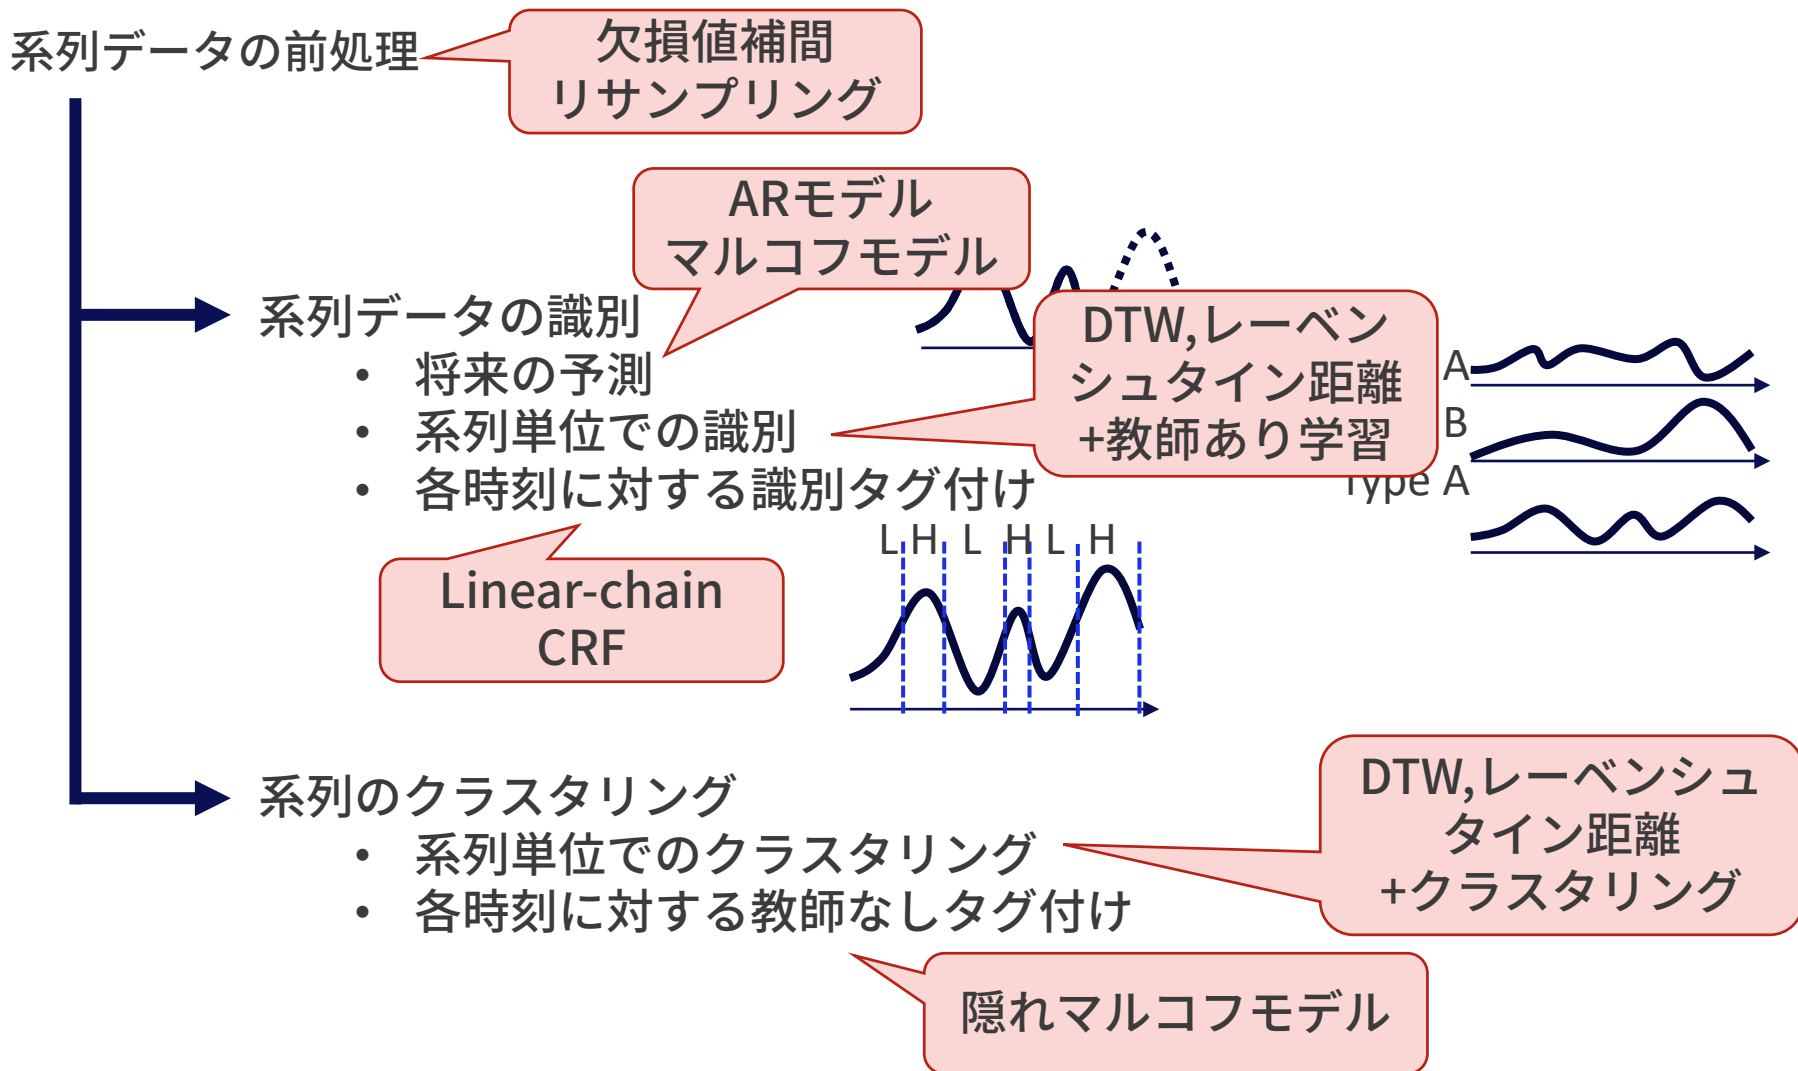 系列データの前処理
欠損値補間
リサンプリング
ARモデル
マルコフモデル
系列データの識別
• 将来の予測
• 系列単位での識別
• 各時刻に対する識別タグ付け
DTW,レーベン
シュタイン距離
+教師あり学習
A
B
Type A
L H L H L H
Linear-chain
CRF
系列のクラスタリング
• 系列単位でのクラスタリング
• 各時刻に対する教師なしタグ付け
DTW,レーベンシュ
タイン距離
+クラスタリング
隠れマルコフモデル